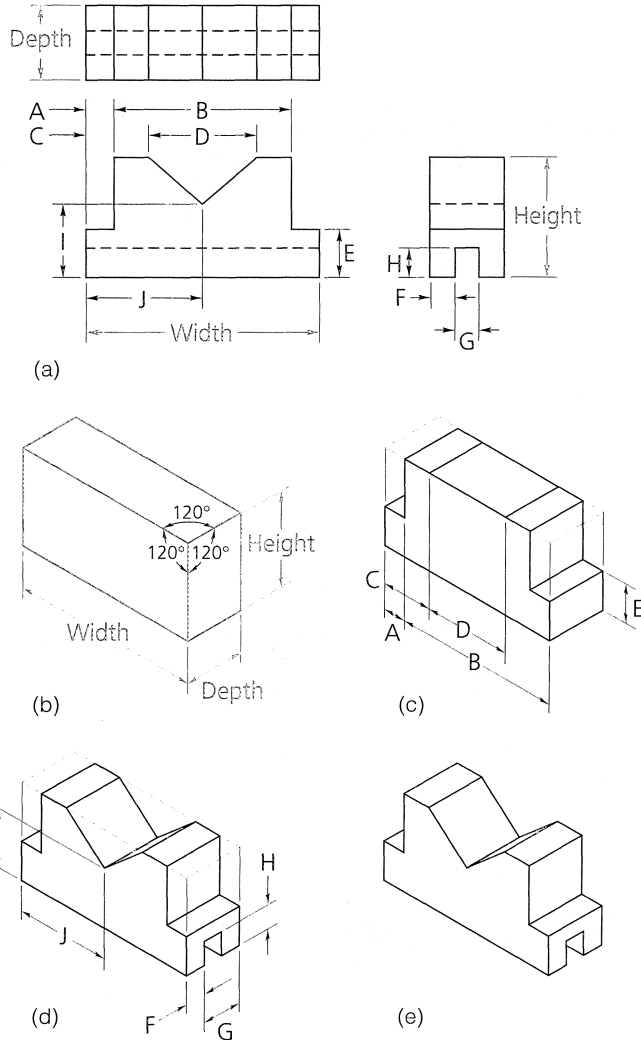 Depth
A
B
C
D
I
E
J
Width
Height
H
F
G
(a)
120°
120° 120°
Height
Width
Depth
(b)
C
A
D
B
E
(c)
H
J
F
G
(d)
(e)